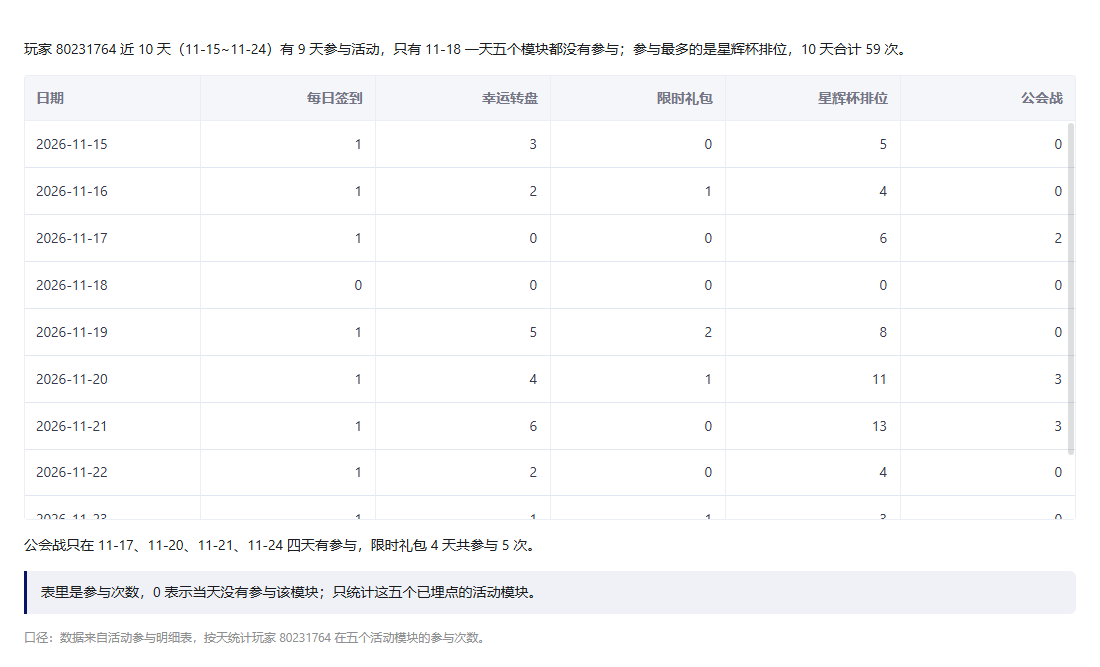 玩家 80231764 近 10 天（11-15~11-24）有 9 天参与活动，只有 11-18 一天五个模块都没有参与；参与最多的是星辉杯排位，10 天合计 59 次。
日期 每日签到 幸运转盘 限时礼包 星辉杯排位 公会战
2026-11-15 1 3 0 5 0
2026-11-16 1 2 1 4 0
2026-11-17 1 0 0 6 2
2026-11-18 0 0 0 0 0
2026-11-19 1 5 2 8 0
2026-11-20 1 4 1 11 3
2026-11-21 1 6 0 13 3
2026-11-22 1 2 0 4 0
2026-11-23 1 1 1
公会战只在 11-17、11-20、11-21、11-24 四天有参与，限时礼包 4 天共参与 5 次。
表里是参与次数，0 表示当天没有参与该模块；只统计这五个已埋点的活动模块。
口径：数据来自活动参与明细表，按天统计玩家 80231764 在五个活动模块的参与次数。